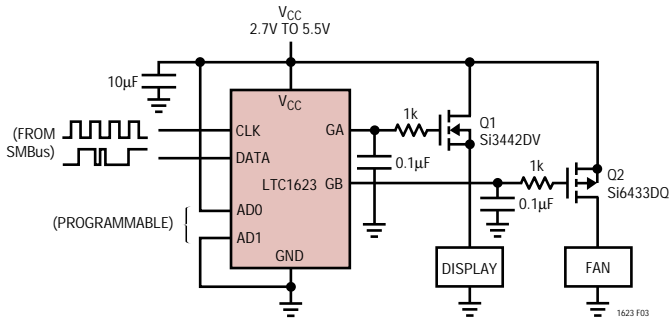 VCC
2.7V TO 5.5V
10µF
VCC
(FROM
SMBus)
CLK
DATA
GA
GB
LTC1623
(PROGRAMMABLE)
AD0
AD1
GND
1k
Q1
Si3442DV
0.1µF
1k
Q2
Si6433DQ
0.1µF
DISPLAY
FAN
1623 F03